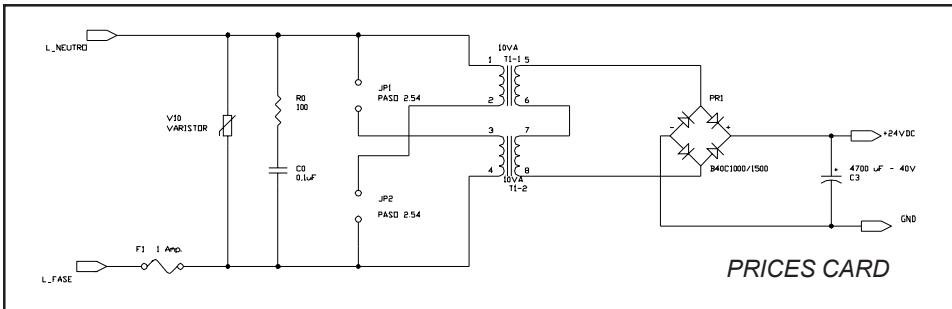 L_NEUTRO
V10
VARISTOR
R0
100
C0
0,1uF
JP1
PASO 2.54
JP2
PASO 2.54
F1 1 Amp.
L_FASE
10VA
T1-1
1
5
2
6
3
7
4
8
10VA
T1-2
PR1
-
+
B40C1000/1500
+24VDC
+
4700 uF - 40V
C3
GND
PRICES CARD